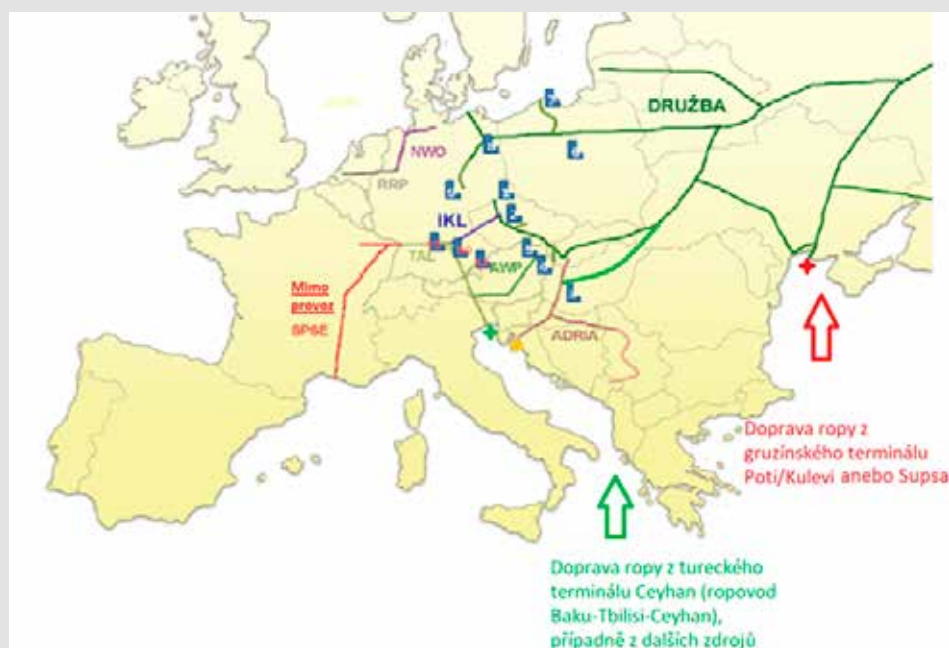 DRUŽBA
NWO
RRP
IKL
TAL
AWP
Mimo
provoz
SPSE
ADRIA
Doprava ropy z
gruzínského terminálu
Poti/Kulevi anebo Supsa
Doprava ropy z tureckého
terminálu Ceyhan (ropovod
Baku-Tbilisi-Ceyhan),
případně z dalších zdrojů